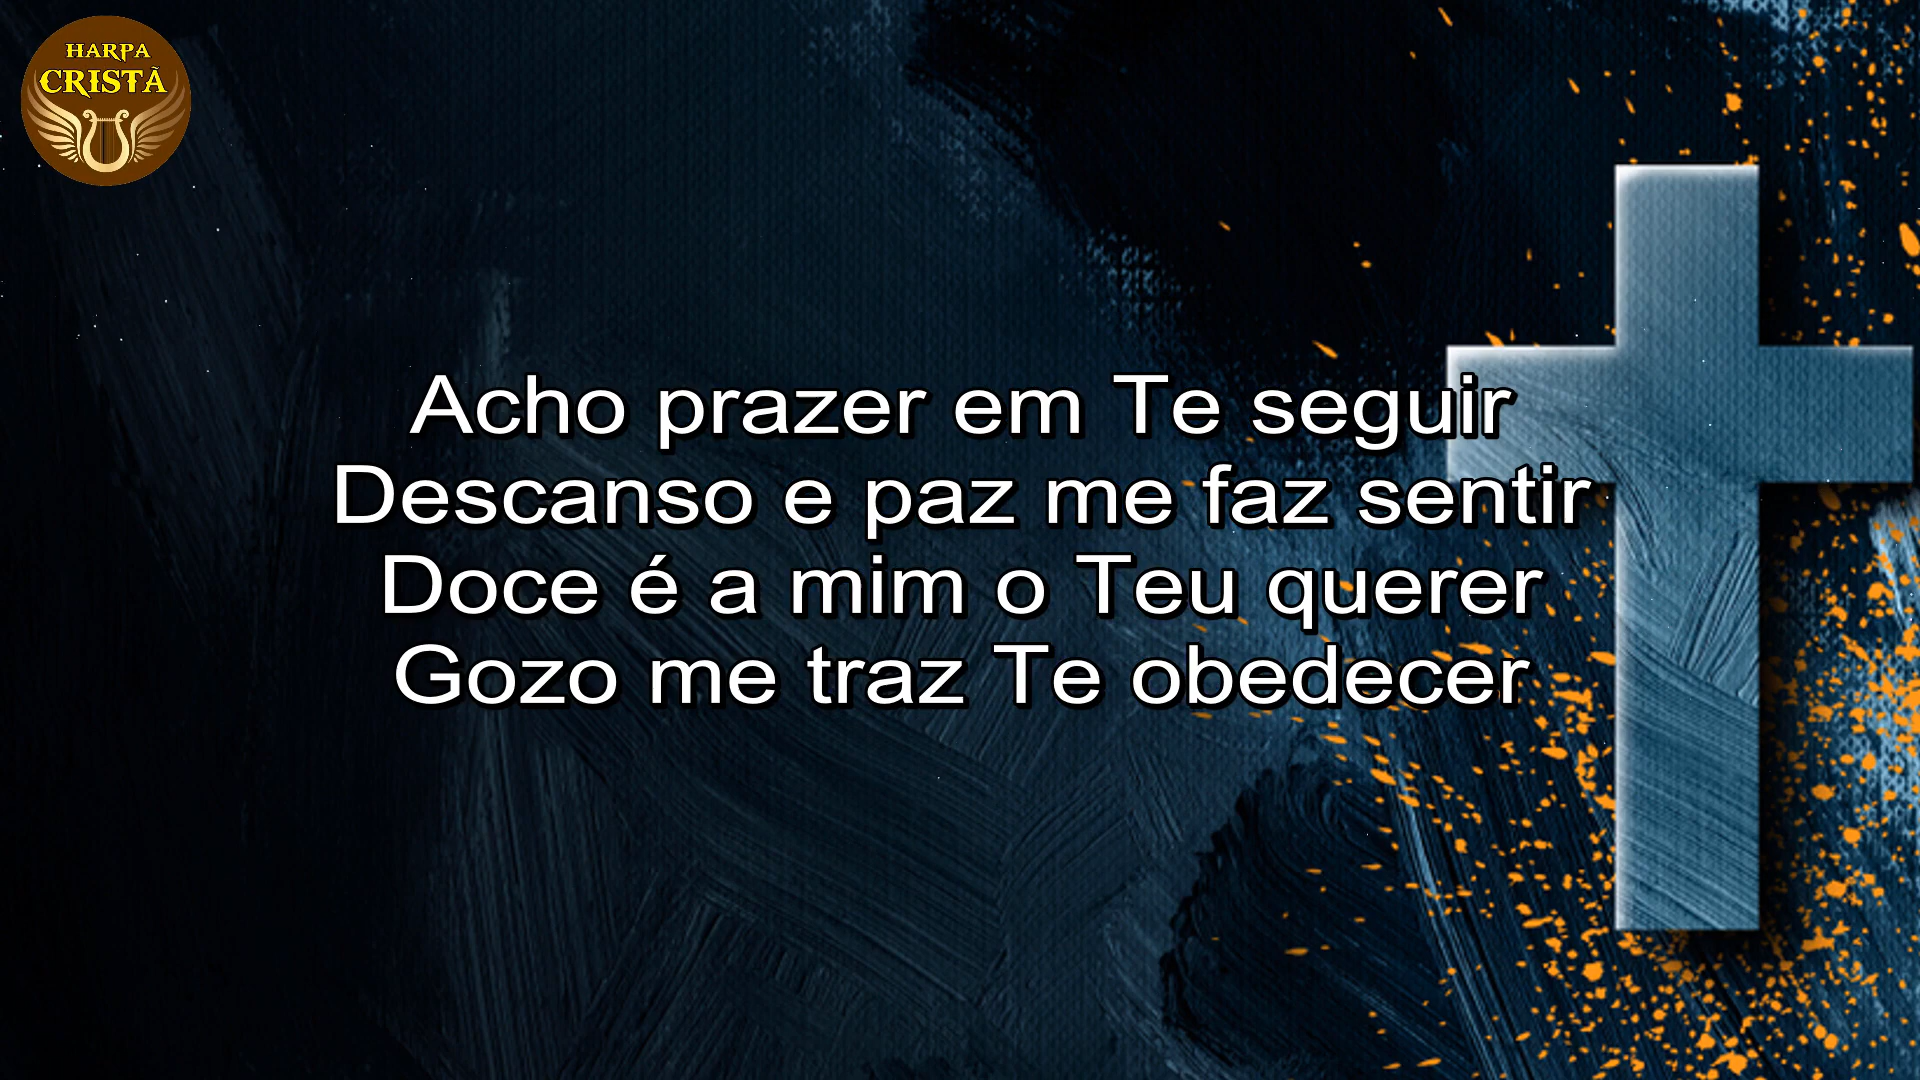 HARPA
CRISTÃ
Acho prazer em Te seguir
Descanso e paz me faz sentir
Doce é a mim o Teu querer
Gozo me traz Te obedecer